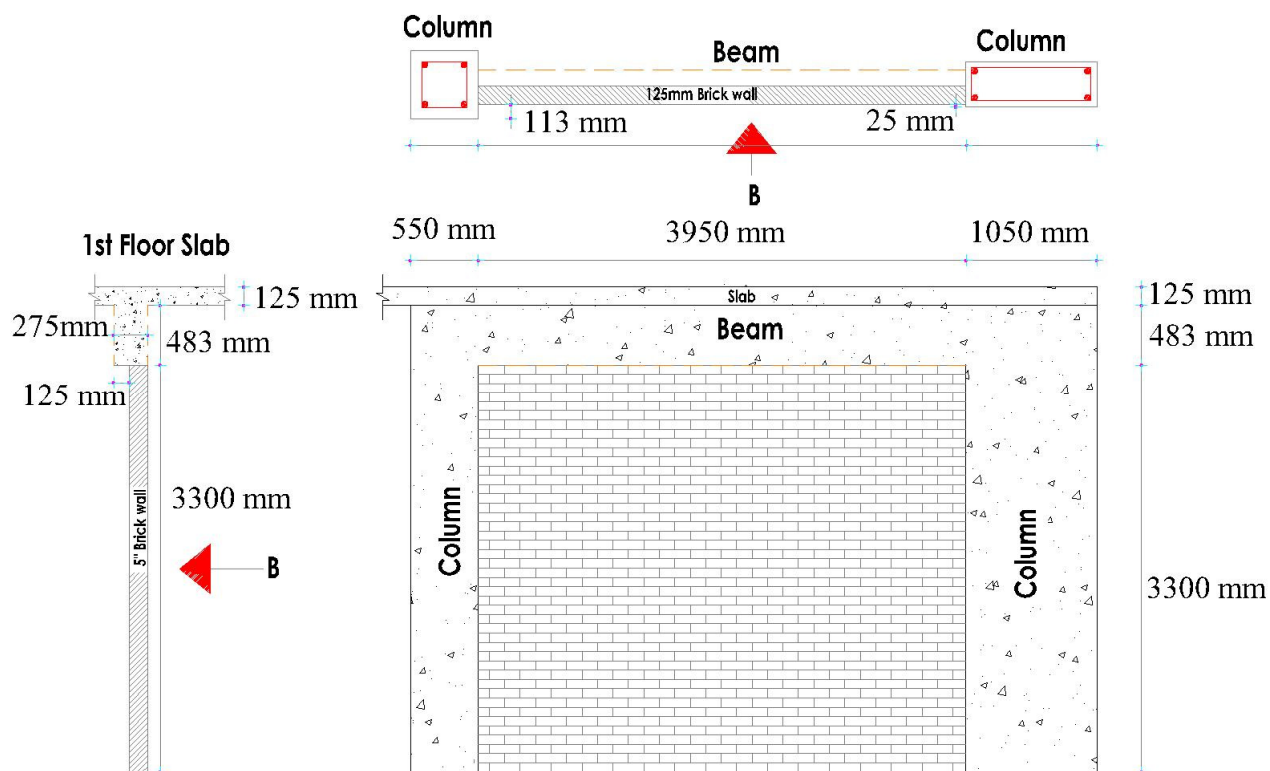 Column
Beam
Column
125mm Brick wall
113 mm
25 mm
B
550 mm
3950 mm
1050 mm
1st Floor Slab
125 mm
Slab
125 mm
275mm
483 mm
Beam
483 mm
125 mm
5" Brick wall
3300 mm
B
Column
Column
3300 mm